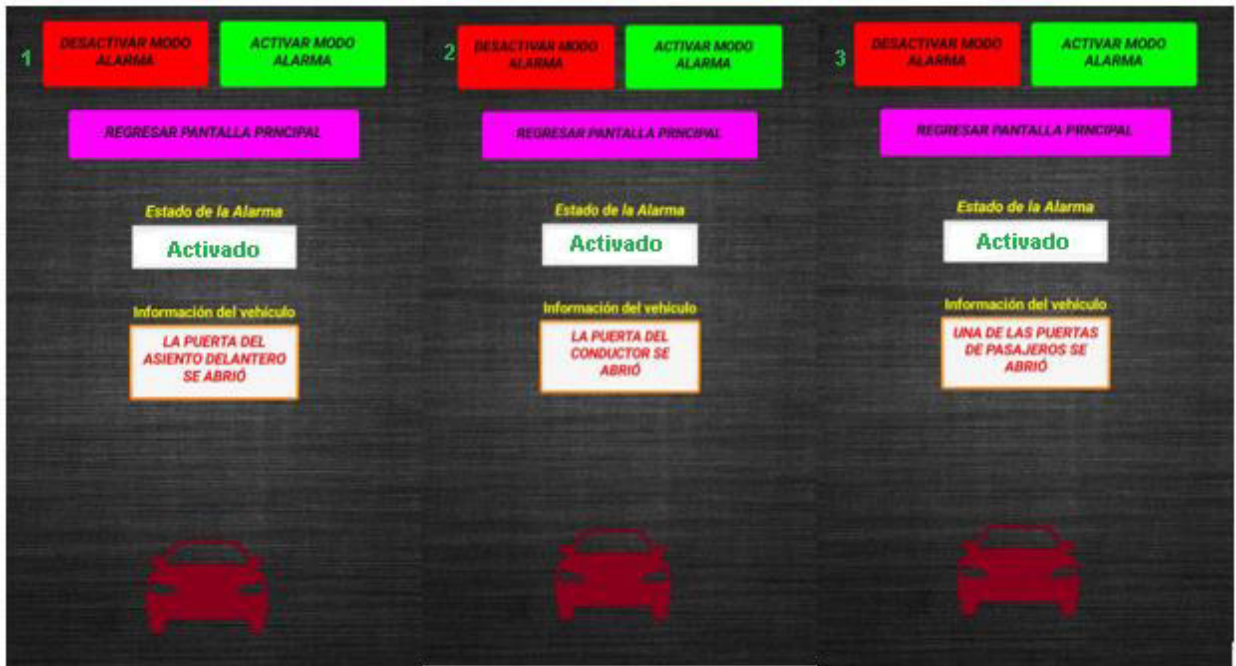 1
DESACTIVAR MODO
ALARMA
ACTIVAR MODO
ALARMA
REGRESAR PANTALLA PRNCIPAL
Estado de la Alarma
Activado
Información del vehículo
LA PUERTA DEL
ASIENTO DELANTERO
SE ABRIÓ
2
DESACTIVAR MODO
ALARMA
ACTIVAR MODO
ALARMA
REGRESAR PANTALLA PRNCIPAL
Estado de la Alarma
Activado
Información del vehículo
LA PUERTA DEL
CONDUCTOR SE
ABRIÓ
3
DESACTIVAR MODO
ALARMA
ACTIVAR MODO
ALARMA
REGRESAR PANTALLA PRNCIPAL
Estado de la Alarma
Activado
Información del vehículo
UNA DE LAS PUERTAS
DE PASAJEROS SE
ABRIÓ